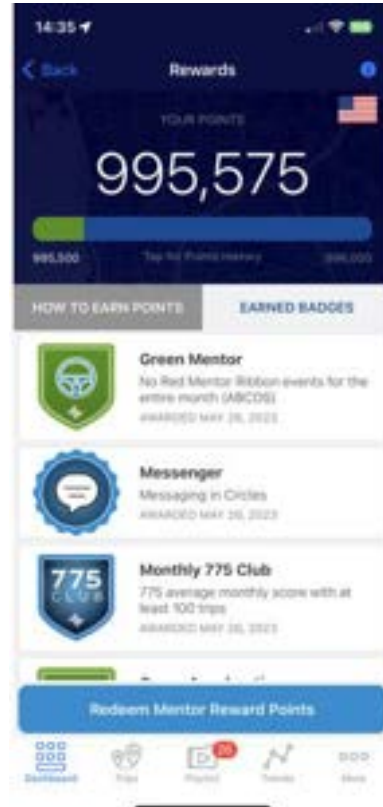 14:35
Back
Rewards
YOUR POINTS
995,575
995,500
Tap for Points History
996,000
HOW TO EARN POINTS
EARNED BADGES
Green Mentor
No Red Mentor Ribbon events for the
entire month (ABCDS)
AWARDED MAY 26, 2023
Messenger
Messaging in Circles
AWARDED MAY 26, 2023
775
CLUB
Monthly 775 Club
775 average monthly score with at
least 100 trips
AWARDED MAY 26, 2023
Redeem Mentor Reward Points
26
Dashboard
Trips
Playlist
Trends
More